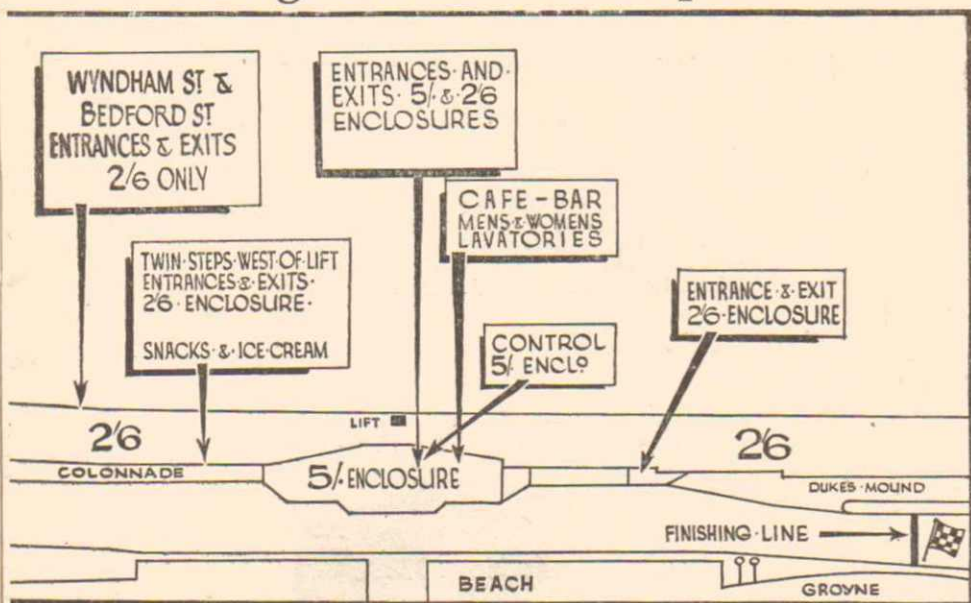 WYNDHAM ST &
BEDFORD ST
ENTRANCES & EXITS
2/6 ONLY
ENTRANCES·AND·
EXITS· 5/· & 2'6
ENCLOSURES
CAFE-BAR
MENS·&·WOMENS
LAVATORIES
TWIN·STEPS·WEST·OF·LIFT
ENTRANCES·&·EXITS·
2'6·ENCLOSURE·
SNACKS·&·ICE·CREAM
CONTROL
5/· ENCLO
ENTRANCE·&·EXIT
2'6·ENCLOSURE
2'6
LIFT
2'6
COLONNADE
5/· ENCLOSURE
DUKES·MOUND
FINISHING·LINE
BEACH
GROYNE